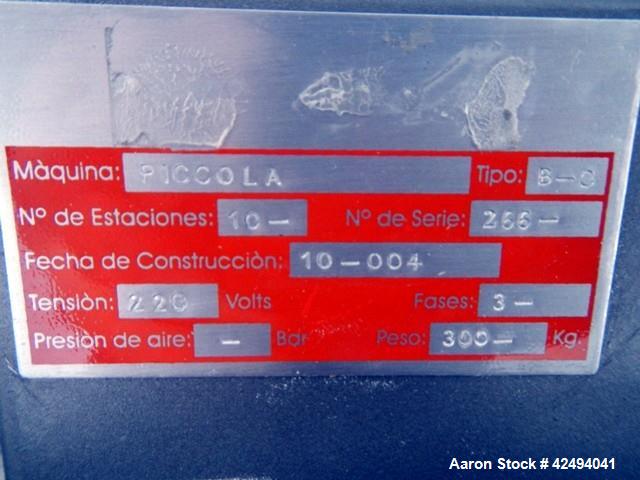 Màquina: PICCOLA Tipo: B-C
Nº de Estaciones: 10- Nº de Serie: 266-
Fecha de Construcciòn: 10-004
Tensiòn: 220 Volts Fases: 3-
Presiòn de aire: - Bar Peso: 300- Kg.
Aaron Stock # 42494041